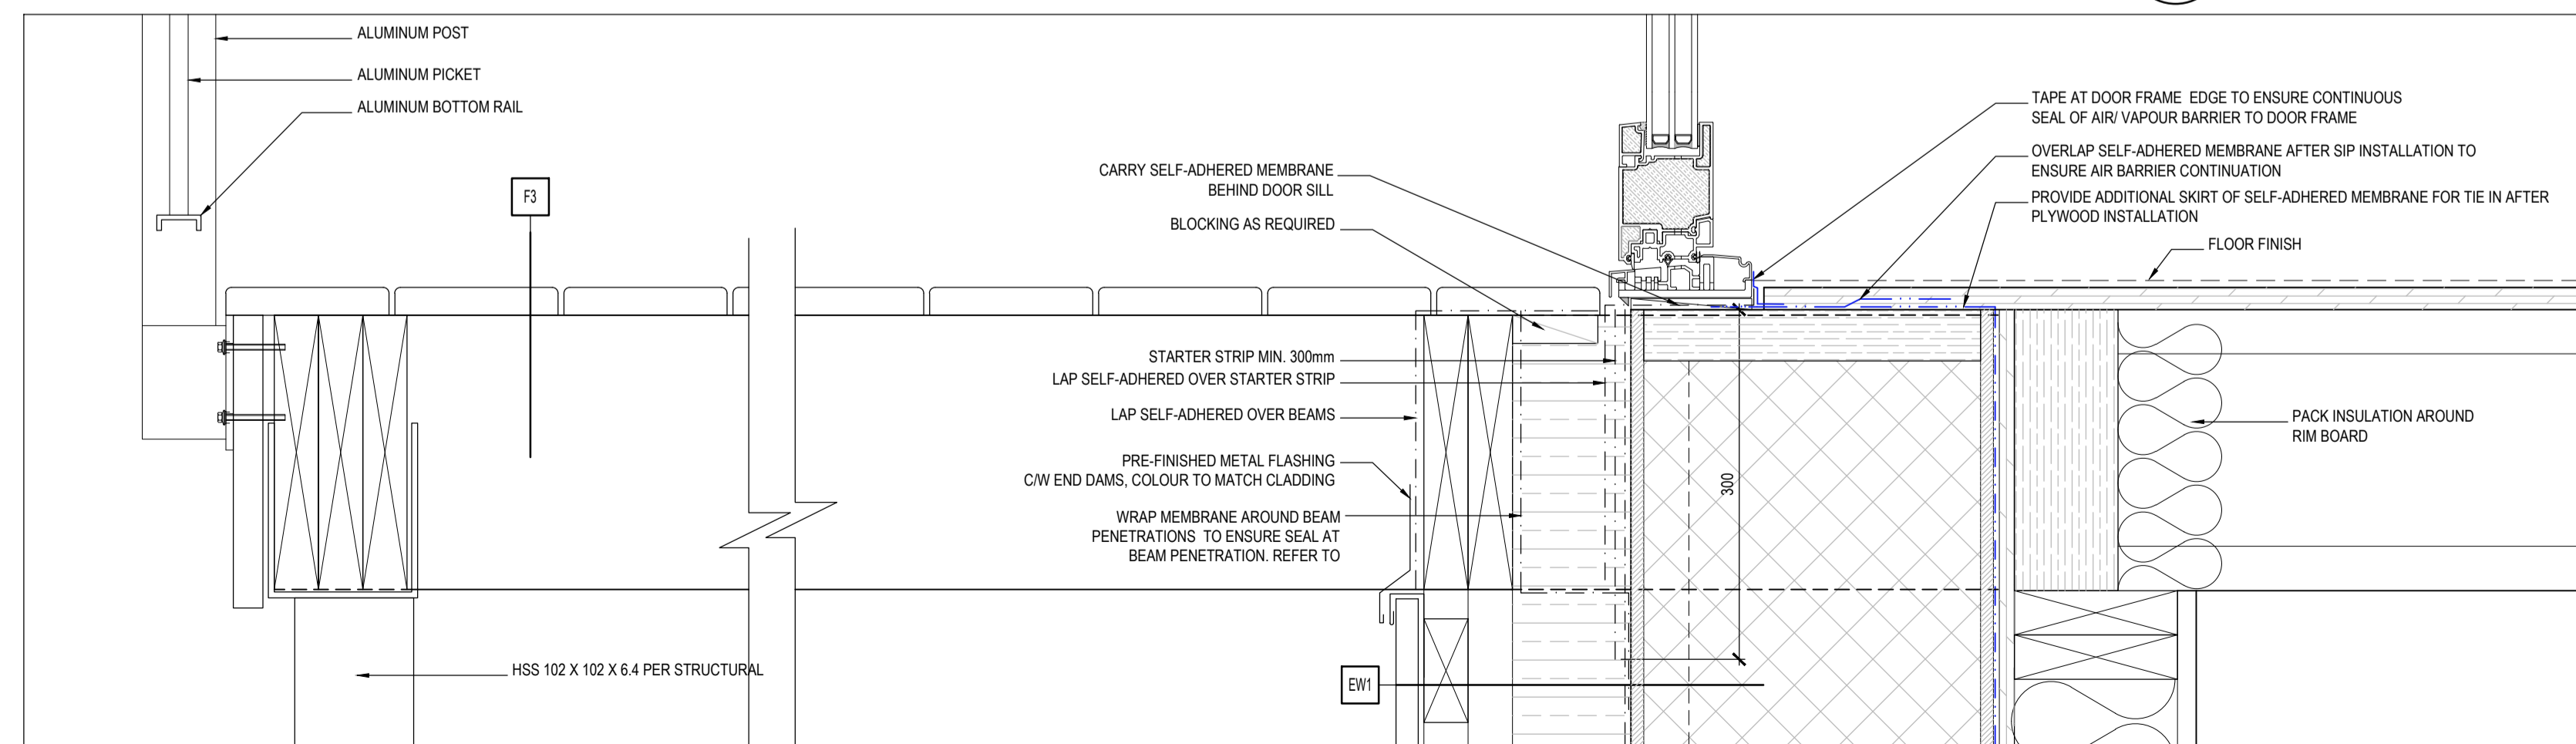 ALUMINUM POST
ALUMINUM PICKET
ALUMINUM BOTTOM RAIL
F3
CARRY SELF-ADHERED MEMBRANE
BEHIND DOOR SILL
BLOCKING AS REQUIRED
STARTER STRIP MIN. 300mm
LAP SELF-ADHERED OVER STARTER STRIP
LAP SELF-ADHERED OVER BEAMS
PRE-FINISHED METAL FLASHING
C/W END DAMS, COLOUR TO MATCH CLADDING
WRAP MEMBRANE AROUND BEAM
PENETRATIONS TO ENSURE SEAL AT
BEAM PENETRATION. REFER TO
HSS 102 X 102 X 6.4 PER STRUCTURAL
EW1
300
TAPE AT DOOR FRAME EDGE TO ENSURE CONTINUOUS
SEAL OF AIR/ VAPOUR BARRIER TO DOOR FRAME
OVERLAP SELF-ADHERED MEMBRANE AFTER SIP INSTALLATION TO
ENSURE AIR BARRIER CONTINUATION
PROVIDE ADDITIONAL SKIRT OF SELF-ADHERED MEMBRANE FOR TIE IN AFTER
PLYWOOD INSTALLATION
FLOOR FINISH
PACK INSULATION AROUND
RIM BOARD